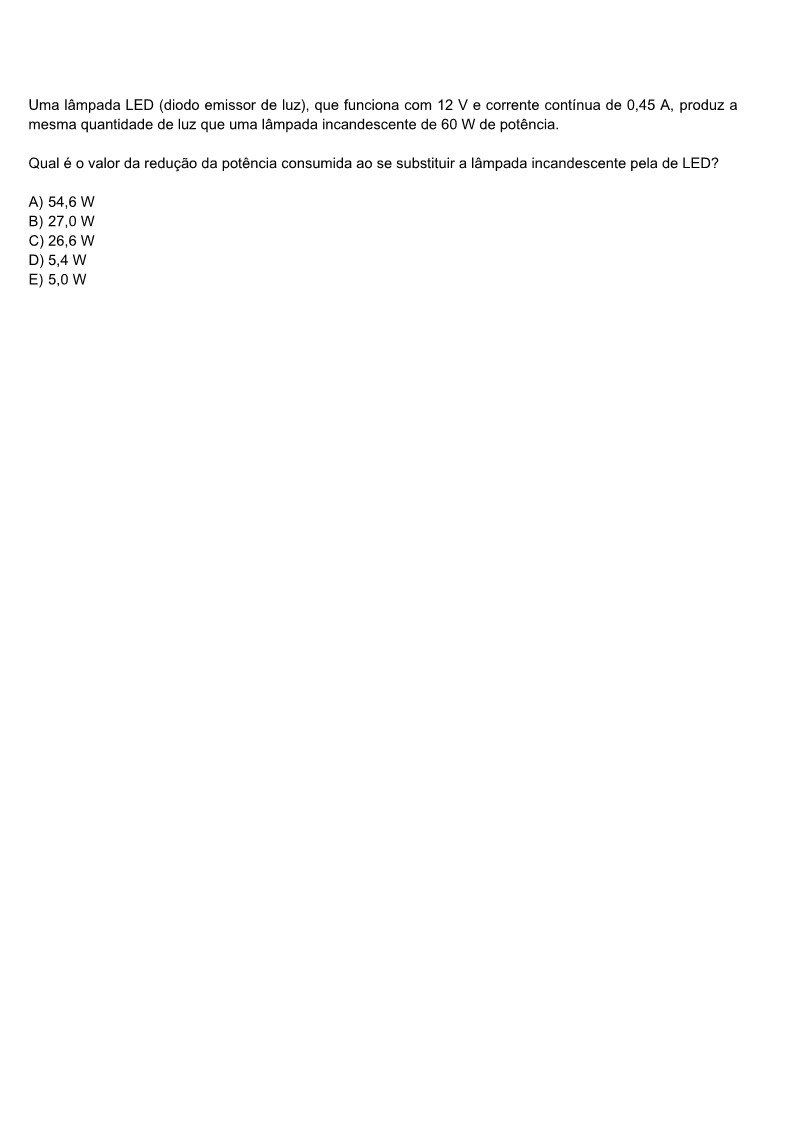 Uma lâmpada LED (diodo emissor de luz), que funciona com 12 V e corrente contínua de 0,45 A, produz a
mesma quantidade de luz que uma lâmpada incandescente de 60 W de potência.
Qual é o valor da redução da potência consumida ao se substituir a lâmpada incandescente pela de LED?
A) 54,6 W
B) 27,0 W
C) 26,6 W
D) 5,4 W
E) 5,0 W